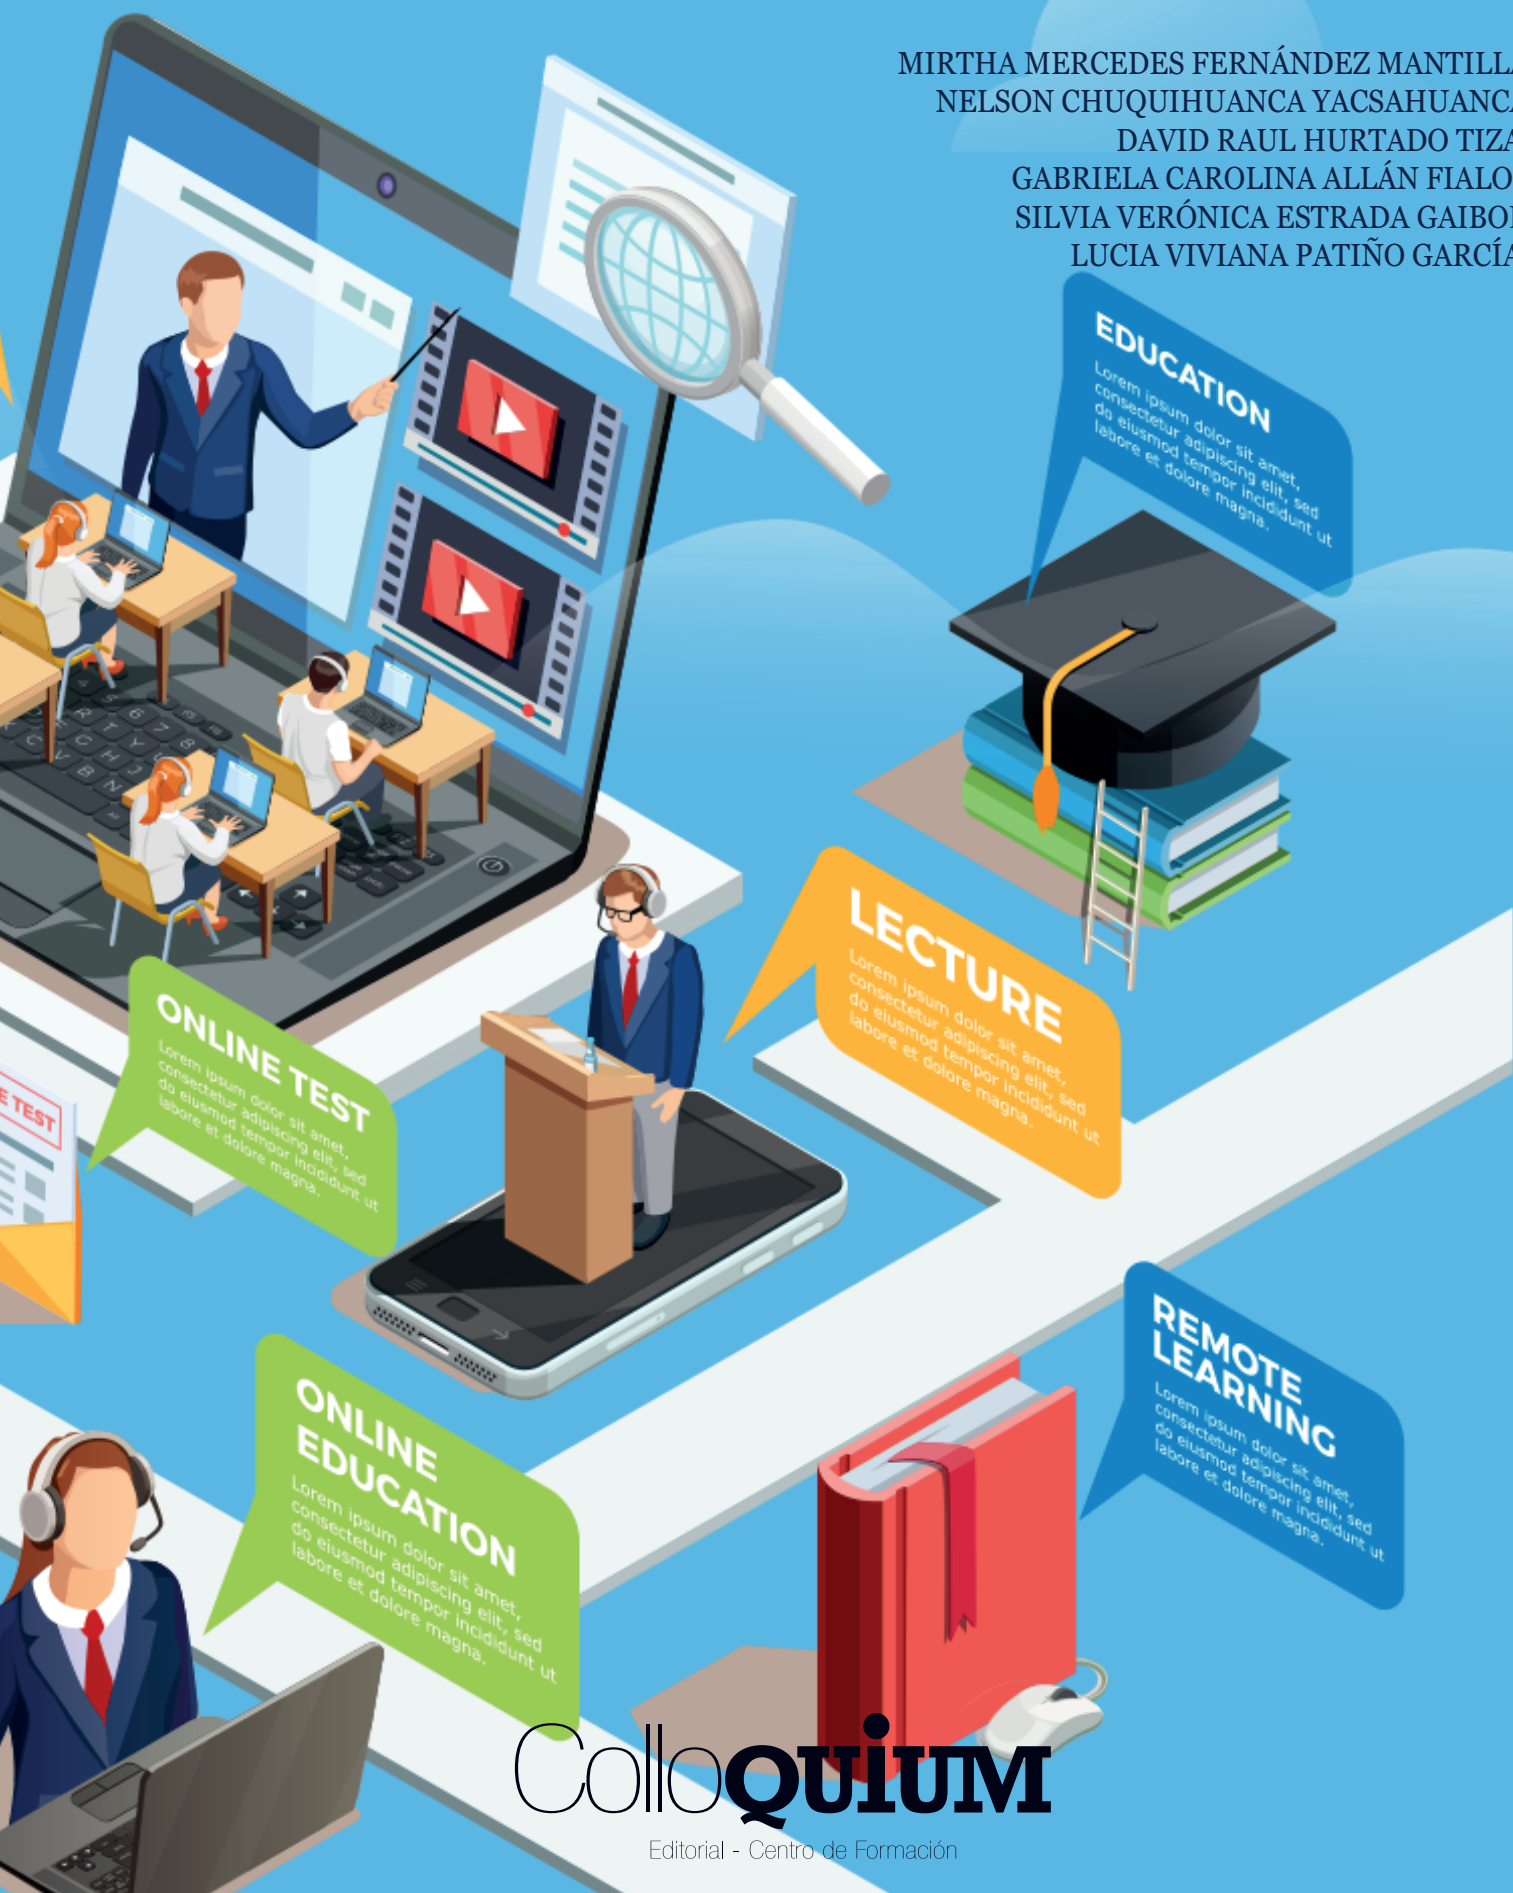 MIRTHA MERCEDES FERNÁNDEZ MANTILLA
NELSON CHUQUIHUANCA YACSAHUANCA
DAVID RAUL HURTADO TIZA
GABRIELA CAROLINA ALLÁN FIALO
SILVIA VERÓNICA ESTRADA GAIBO
LUCIA VIVIANA PATIÑO GARCÍA
EDUCATION
Lorem ipsum dolor sit amet,
consectetur adipiscing elit, sed
do eiusmod tempor incididunt ut
labore et dolore magna.
LECTURE
Lorem ipsum dolor sit amet,
consectetur adipiscing elit, sed
do eiusmod tempor incididunt ut
labore et dolore magna.
ONLINE TEST
Lorem ipsum dolor sit amet,
consectetur adipiscing elit, sed
do eiusmod tempor incididunt ut
labore et dolore magna.
E TEST
REMOTE
LEARNING
Lorem ipsum dolor sit amet,
consectetur adipiscing elit, sed
do eiusmod tempor incididunt ut
labore et dolore magna.
ONLINE
EDUCATION
Lorem ipsum dolor sit amet,
consectetur adipiscing elit, sed
do eiusmod tempor incididunt ut
labore et dolore magna.
ColloQUiUM
Editorial - Centro de Formación